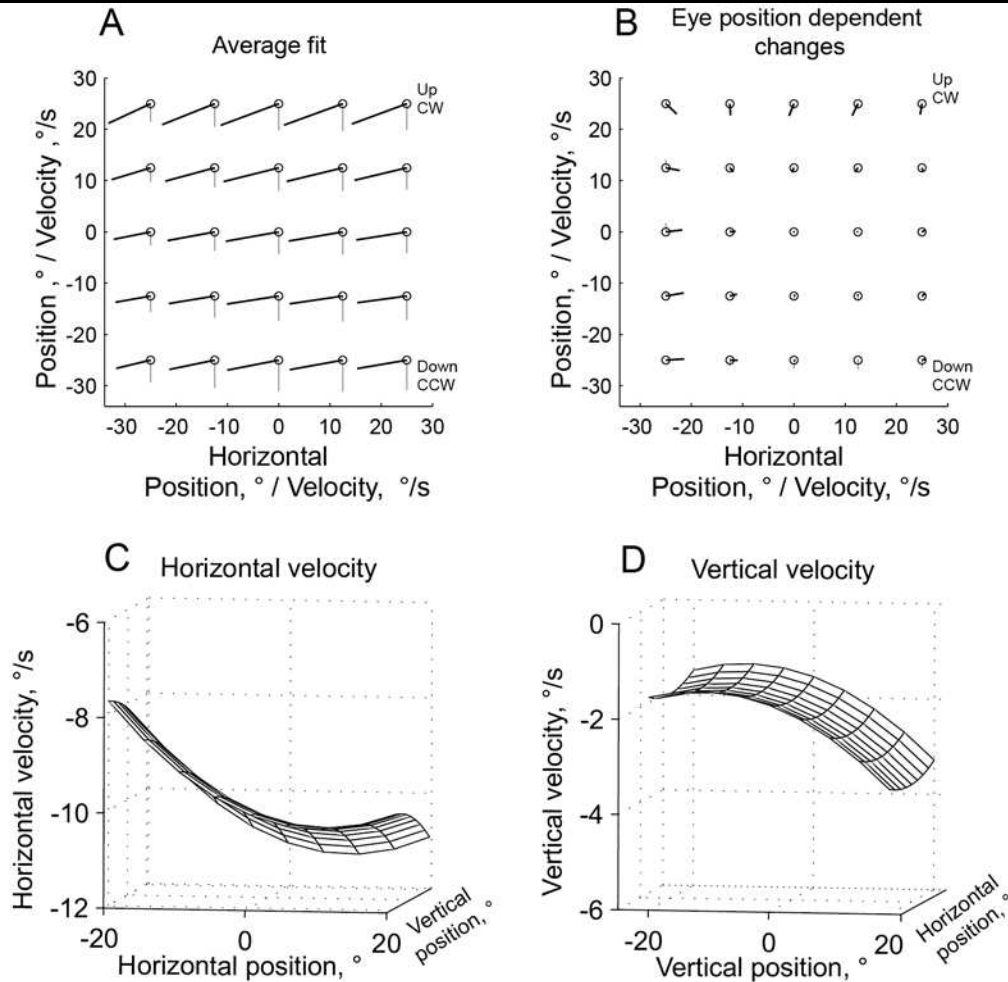 A
Average fit
Position, ° / Velocity ,°/s
30
20
10
0
-10
-20
-30
Up
CW
Down
CCW
-30 -20 -10 0 10 20 30
Horizontal
Position, ° / Velocity, °/s
B
Eye position dependent
changes
Position, ° / Velocity, °/s
30
20
10
0
-10
-20
-30
Up
CW
Down
CCW
-30 -20 -10 0 10 20 30
Horizontal
Position, ° / Velocity, °/s
C
Horizontal velocity
Horizontal velocity, °/s
-6
-8
-10
-12
-20 0 20
Horizontal position, °
Vertical
position, °
D
Vertical velocity
Vertical velocity, °/s
0
-2
-4
-6
-20 0 20
Vertical position, °
Horizontal
position, °